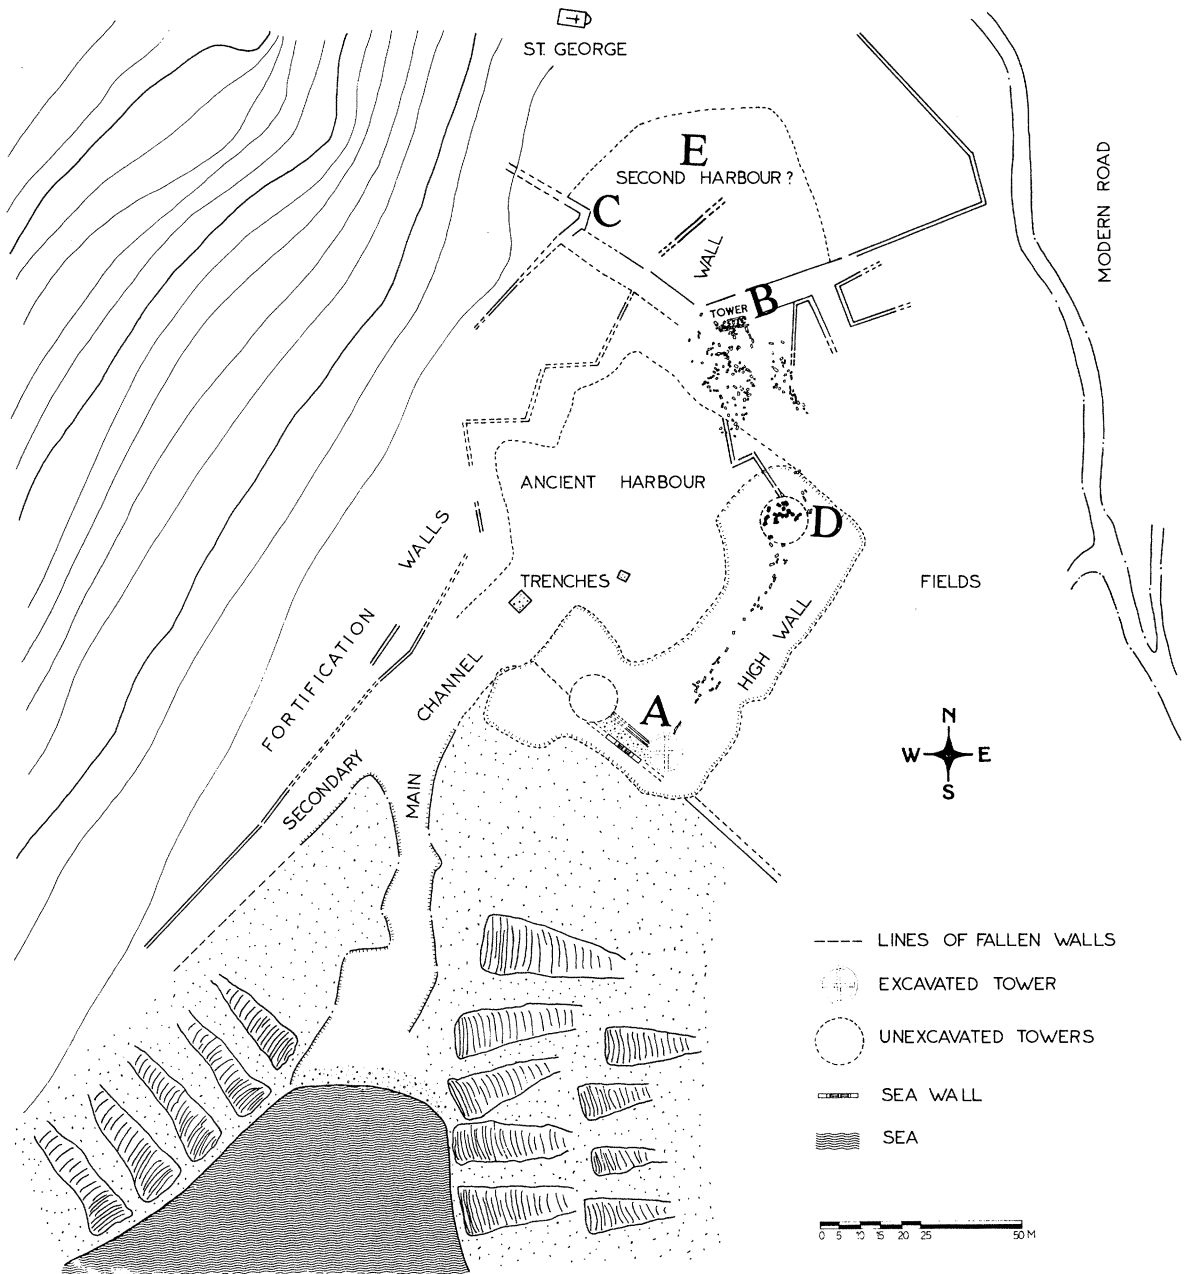 ST. GEORGE
E
SECOND HARBOUR?
C
MODERN ROAD
WALL
TOWER
B
ANCIENT HARBOUR
D
WALLS
TRENCHES
FIELDS
FORTIFICATION
HIGH WALL
CHANNEL
A
SECONDARY
MAIN
N
W E
S
LINES OF FALLEN WALLS
EXCAVATED TOWER
UNEXCAVATED TOWERS
SEA WALL
SEA
0 5 10 15 20 25 50 M